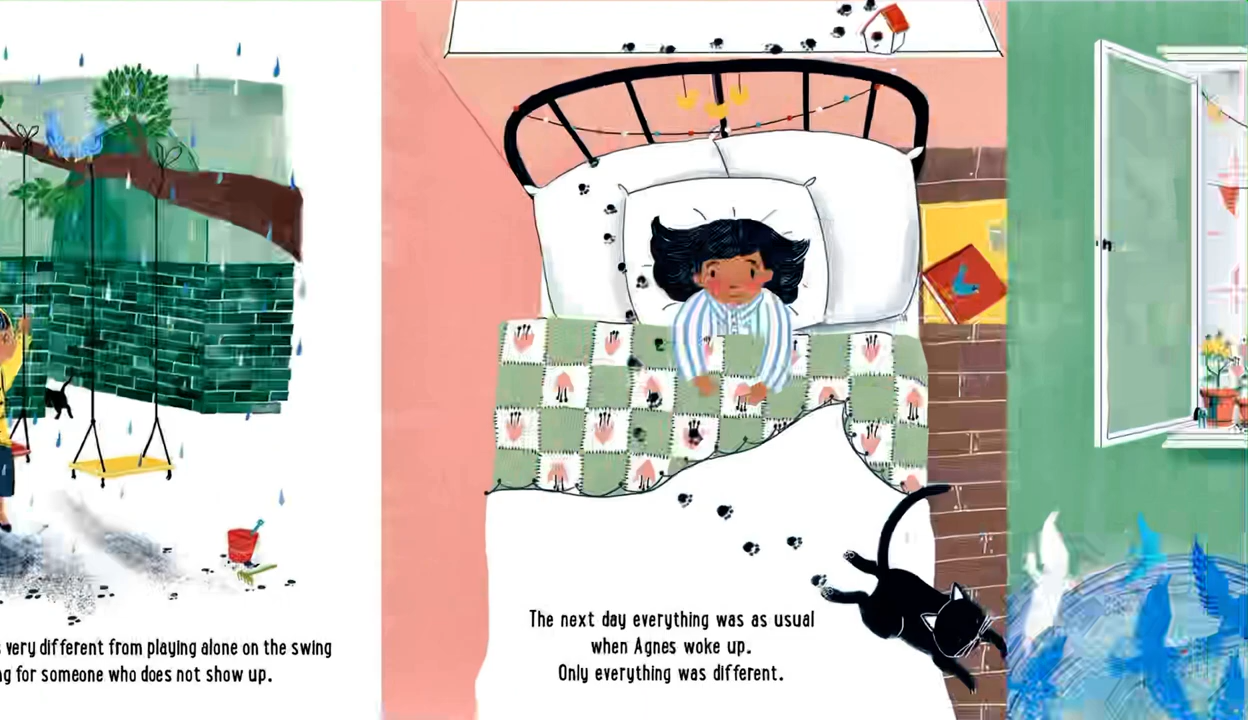 very different from playing alone on the swing
for someone who does not show up.
The next day everything was as usual
when Agnes woke up.
Only everything was different.